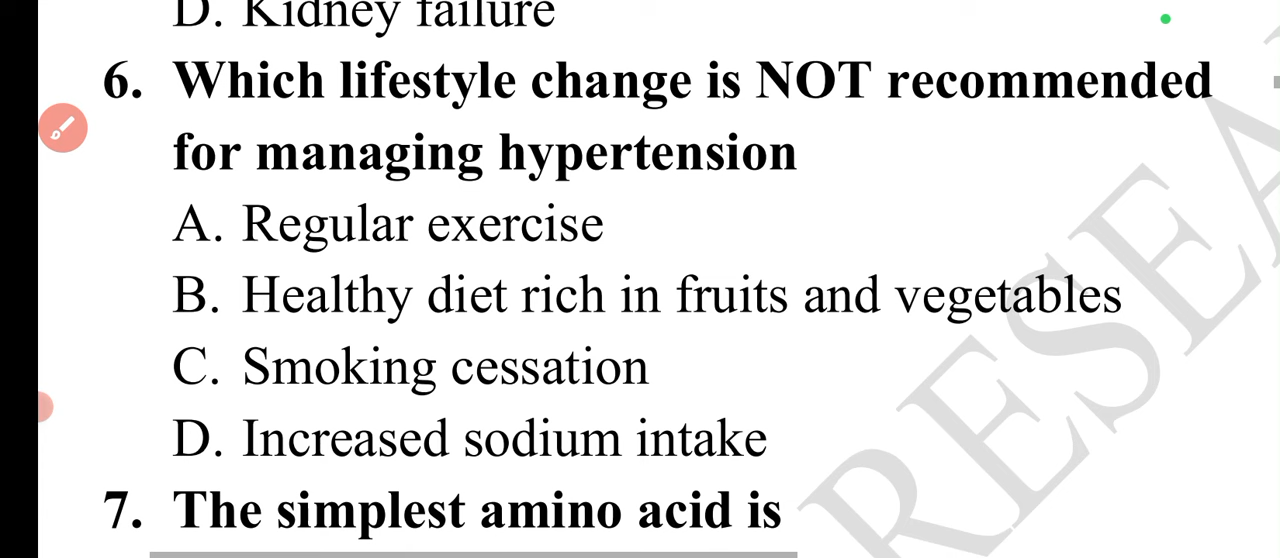 D. Kidney failure
6. Which lifestyle change is NOT recommended
for managing hypertension
A. Regular exercise
B. Healthy diet rich in fruits and vegetables
C. Smoking cessation
D. Increased sodium intake
7. The simplest amino acid is
RESEA